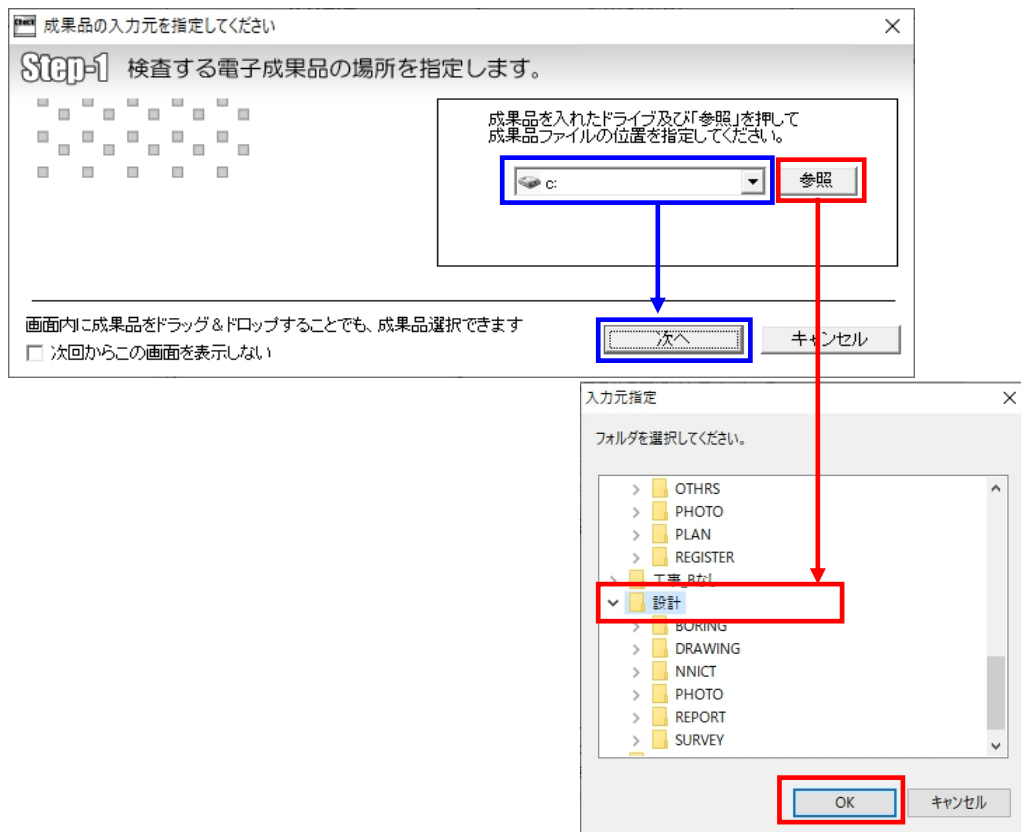 Check 成果品の入力元を指定してください
Step-1 検査する電子成果品の場所を指定します。
成果品を入れたドライブ及び「参照」を押して
成果品ファイルの位置を指定してください。
c: 参照
画面内に成果品をドラッグ&ドロップすることでも、成果品選択できます
次回からこの画面を表示しない
次へ キャンセル
入力元指定
フォルダを選択してください。
OTHRS
PHOTO
PLAN
REGISTER
工事_Bなし
設計
BORING
DRAWING
NNICT
PHOTO
REPORT
SURVEY
OK キャンセル